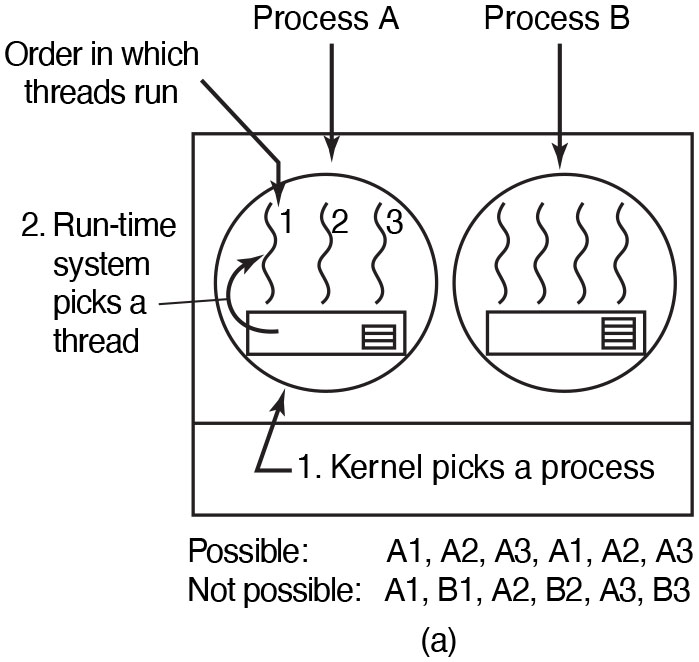 Process A
Process B
Order in which
threads run
1
2
3
2. Run-time
system
picks a
thread
1. Kernel picks a process
Possible: A1, A2, A3, A1, A2, A3
Not possible: A1, B1, A2, B2, A3, B3
(a)